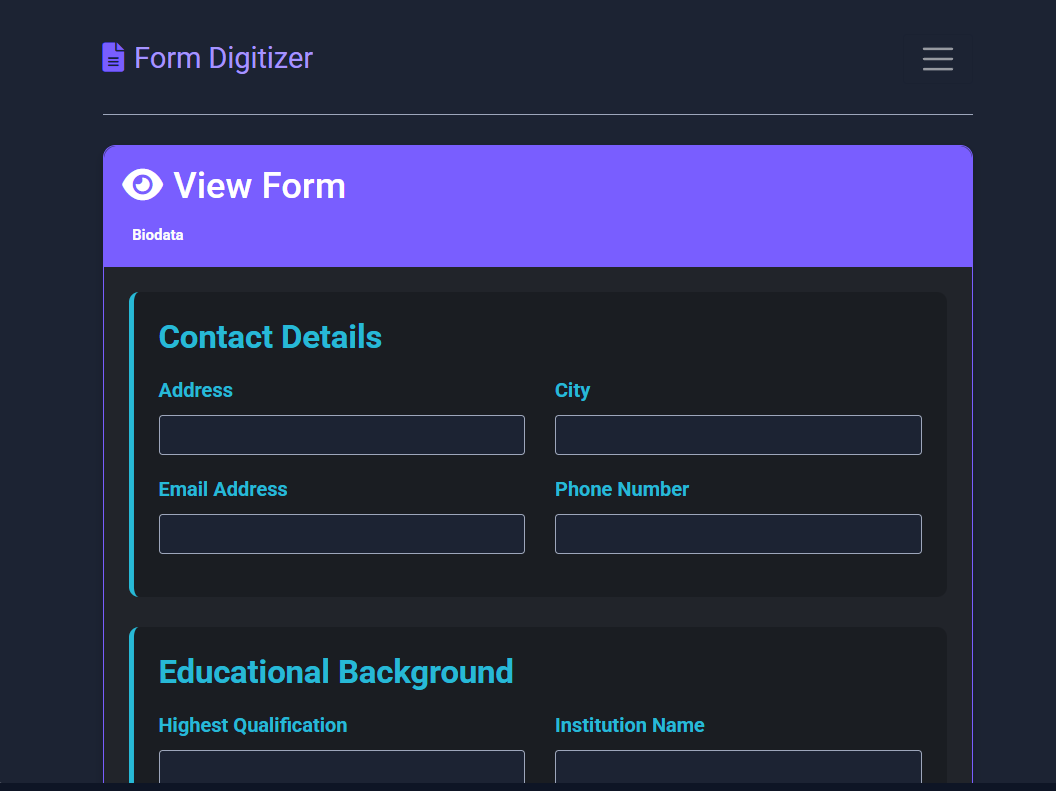 Form Digitizer
View Form
Biodata
Contact Details
Address
City
Email Address
Phone Number
Educational Background
Highest Qualification
Institution Name